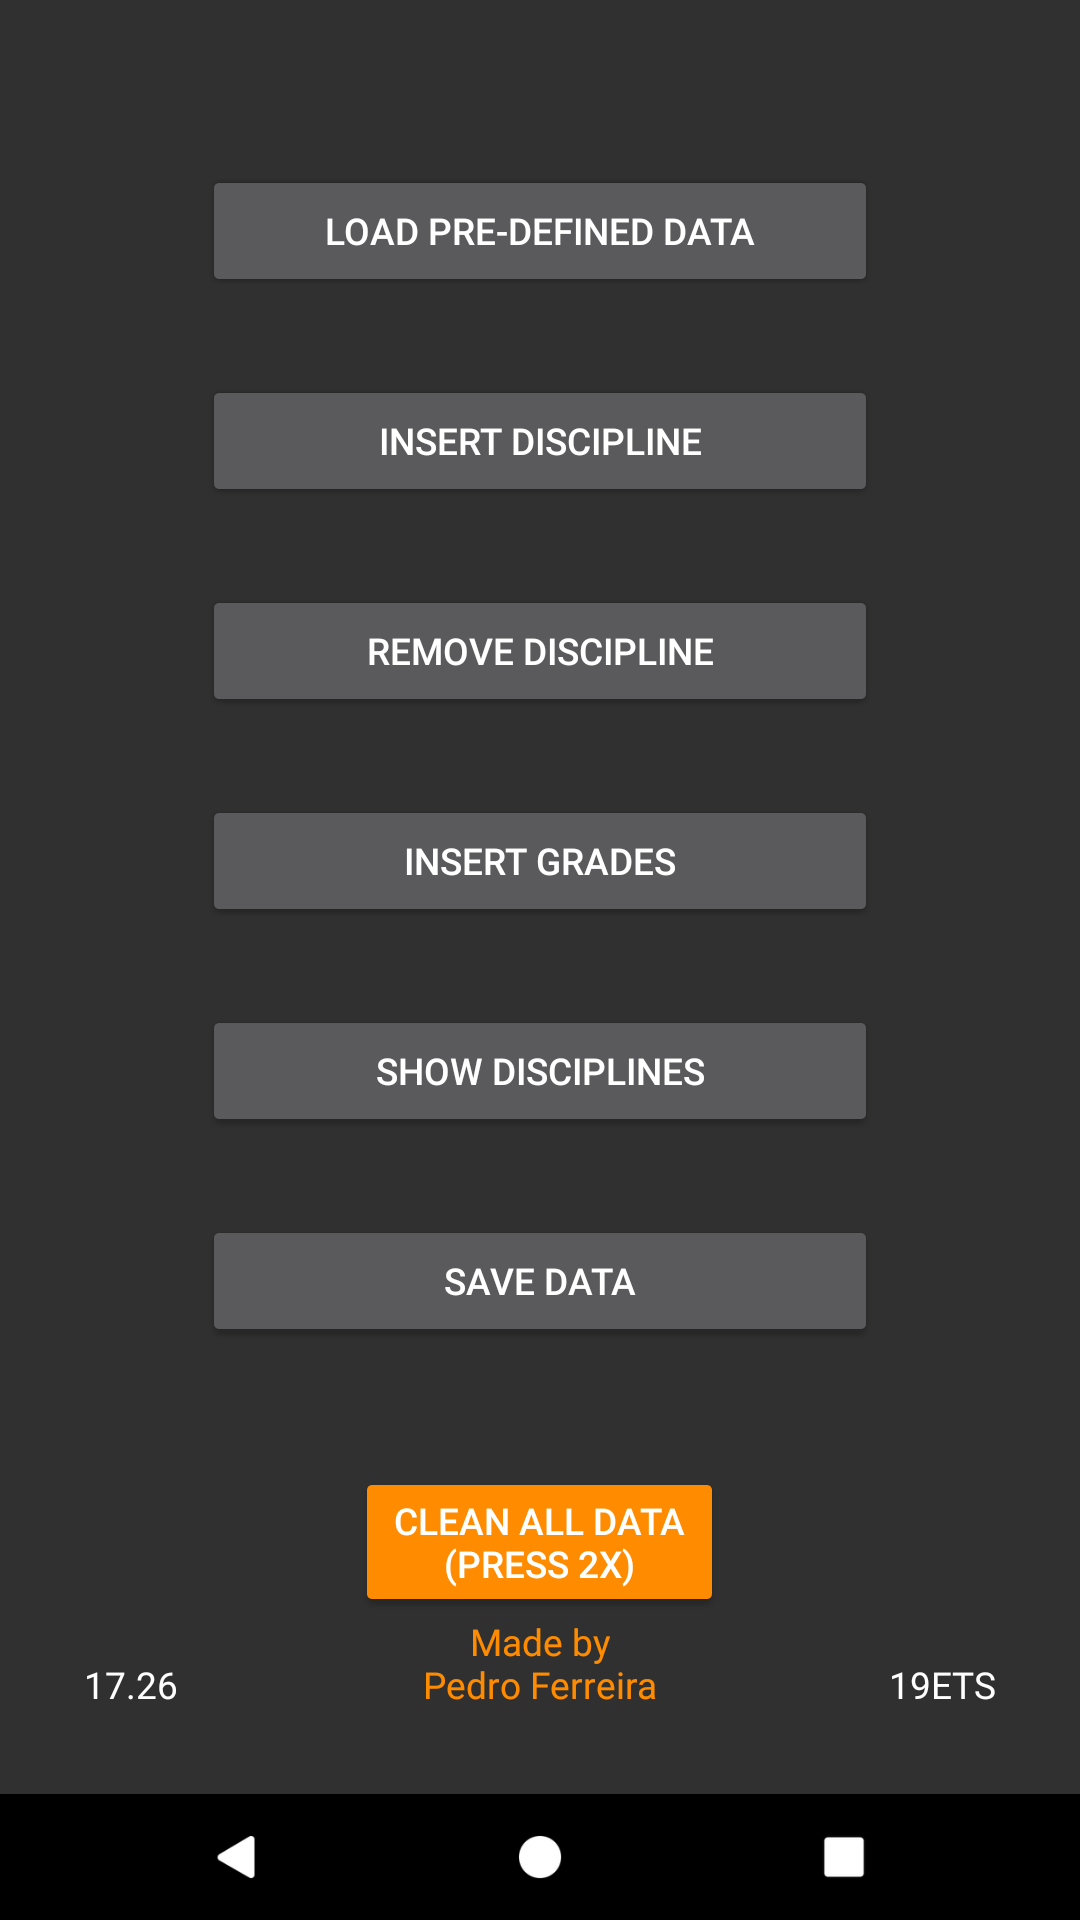 LOAD PRE-DEFINED DATA
INSERT DISCIPLINE
REMOVE DISCIPLINE
INSERT GRADES
SHOW DISCIPLINES
SAVE DATA
CLEAN ALL DATA
(PRESS 2X)
Made by
17.26 Pedro Ferreira 19ETS